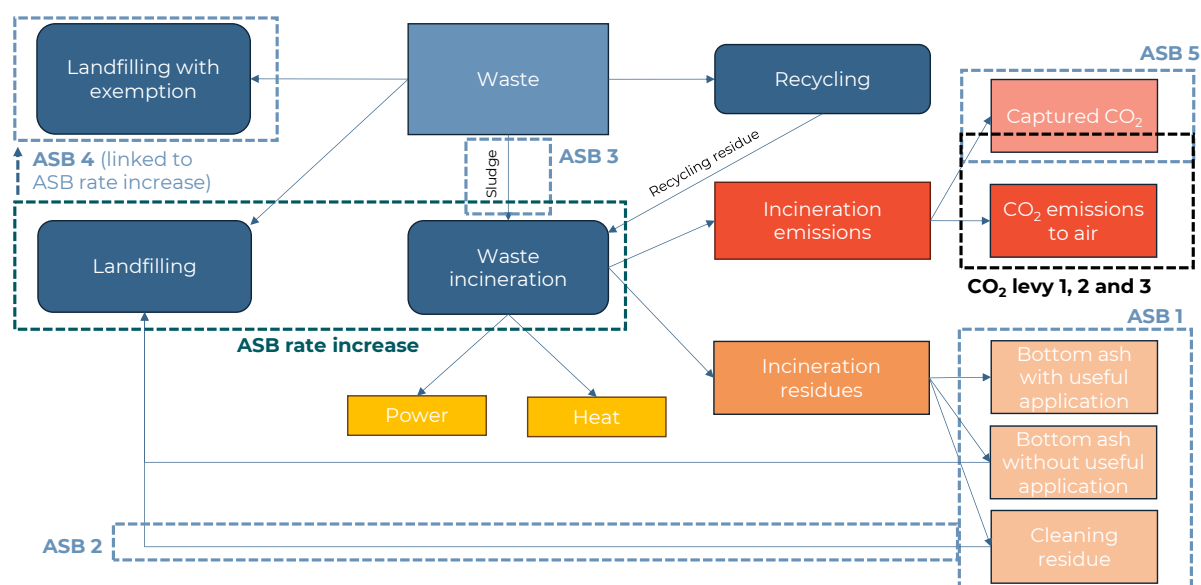 Landfilling with
exemption
Waste
Recycling
ASB 5
Captured CO₂
ASB 4 (linked to
ASB rate increase)
Sludge
ASB 3
Recycling residue
Landfilling
Waste
incineration
Incineration
emissions
CO₂ emissions
to air
CO₂ levy 1, 2 and 3
ASB rate increase
ASB 1
Incineration
residues
Bottom ash
with useful
application
Power
Heat
Bottom ash
without useful
application
ASB 2
Cleaning
residue